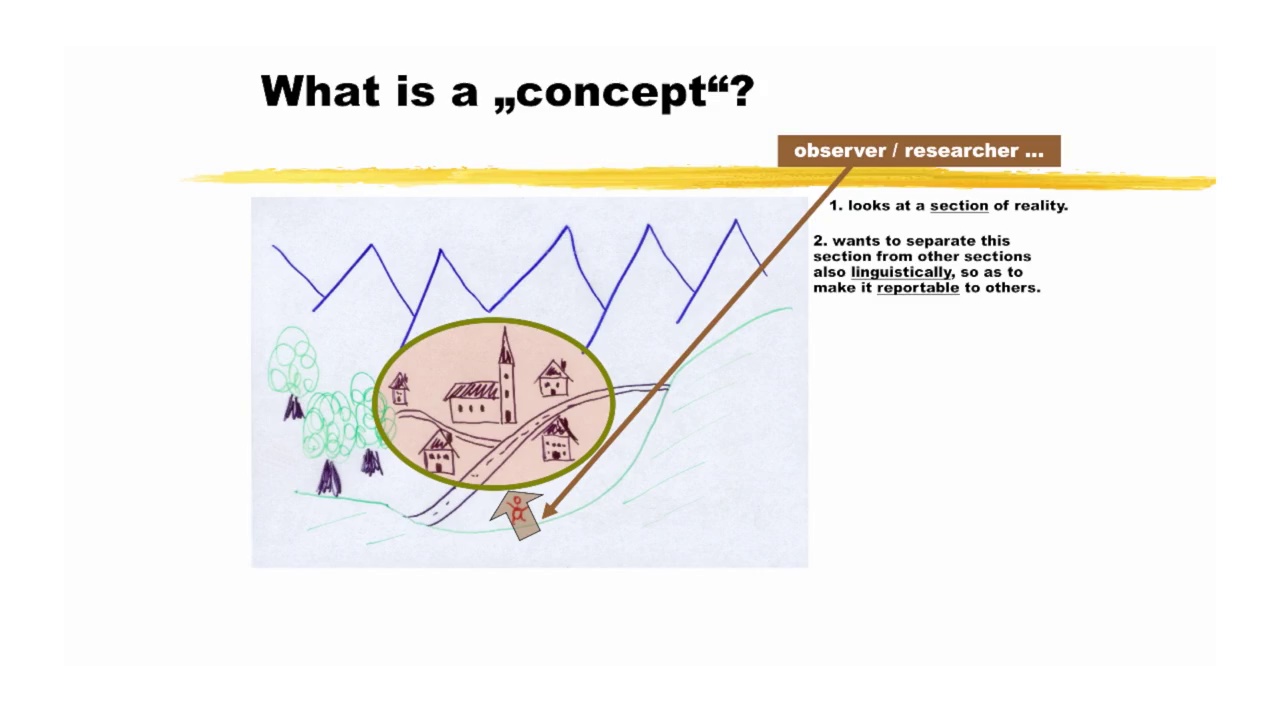 What is a „concept“?
observer / researcher ...
1. looks at a section of reality.
2. wants to separate this
section from other sections
also linguistically, so as to
make it reportable to others.